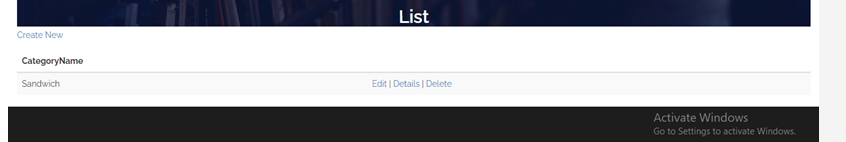 List
Create New
CategoryName
Sandwich Edit | Details | Delete
Activate Windows
Go to Settings to activate Windows.